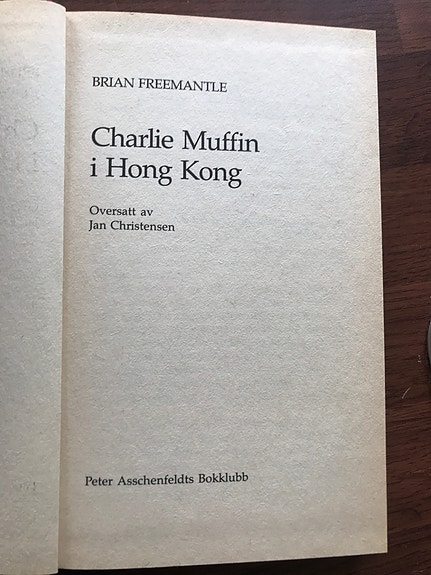 BRIAN FREEMANTLE
Charlie Muffin
i Hong Kong
Oversatt av
Jan Christensen
Peter Asschenfeldts Bokklubb